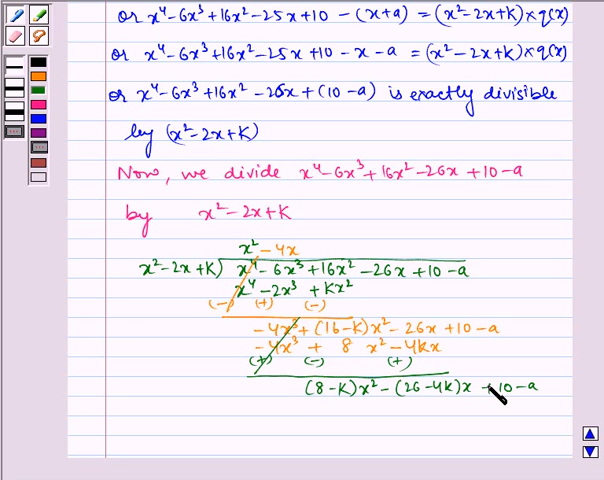 or x⁴-6x³+16x²-25x+10 -(x+a) = (x²-2x+K)×q(x)
or x⁴-6x³+16x²-25x+10-x-a = (x²-2x+K)×q(x)
or x⁴-6x³+16x²-26x+(10-a) is exactly divisible
by (x²-2x+K)
Now, we divide x⁴-6x³+16x²-26x+10-a
by x²-2x+K
x² -4x
x²-2x+K) x⁴-6x³+16x²-26x+10-a
x⁴-2x³+Kx²
(-) (+) (-)
-4x³+(16-K)x²-26x+10-a
-4x³+ 8 x²-4Kx
(+) (-) (+)
(8-K)x²-(26-4K)x +10-a